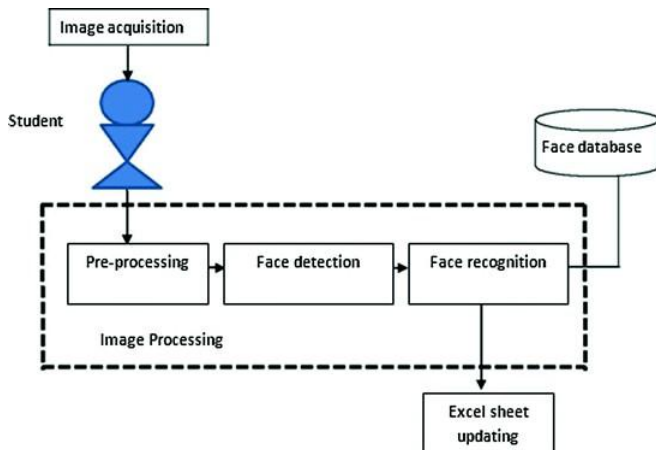 Image acquisition
Student
Face database
Pre-processing
Face detection
Face recognition
Image Processing
Excel sheet
updating